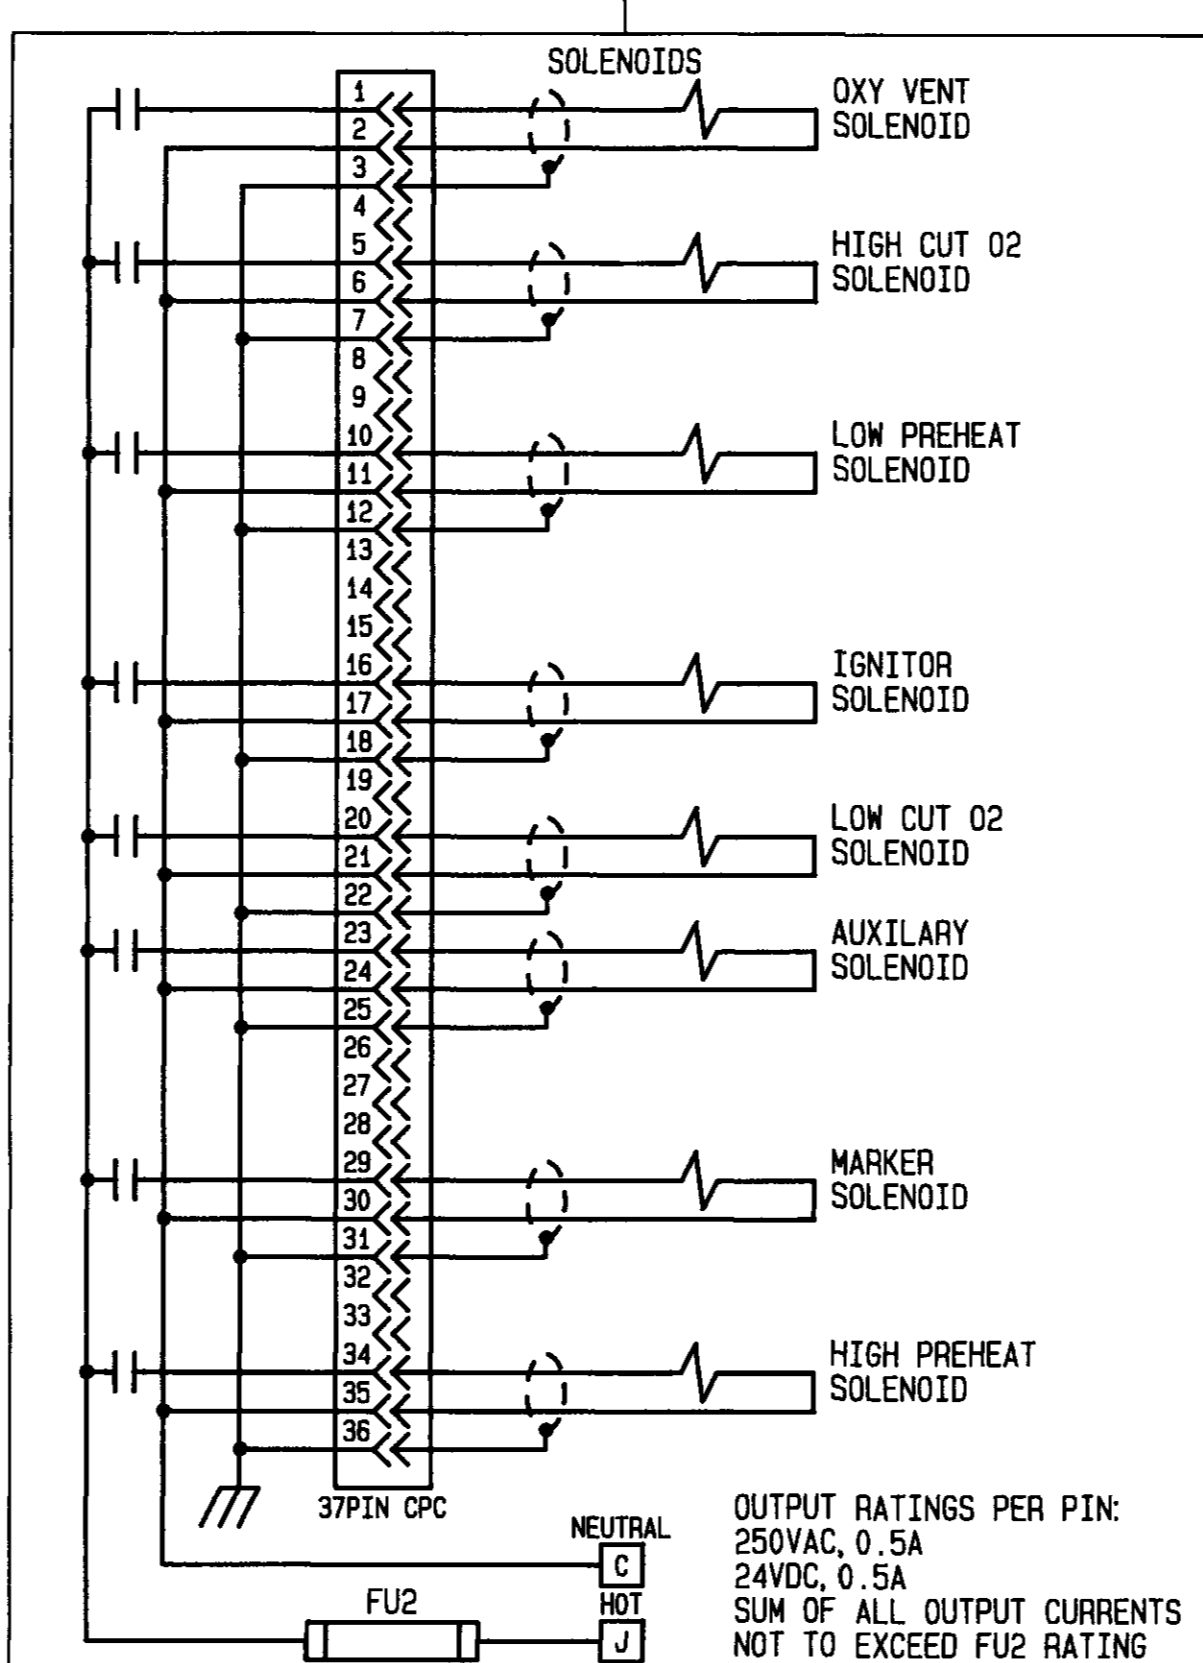 SOLENOIDS
1
OXY VENT
SOLENOID
2
3
4
5
HIGH CUT O2
SOLENOID
6
7
8
9
10
LOW PREHEAT
SOLENOID
11
12
13
14
15
16
IGNITOR
SOLENOID
17
18
19
20
LOW CUT O2
SOLENOID
21
22
23
AUXILARY
SOLENOID
24
25
26
27
28
29
MARKER
SOLENOID
30
31
32
33
34
HIGH PREHEAT
SOLENOID
35
36
37PIN CPC
NEUTRAL
C
FU2
HOT
J
OUTPUT RATINGS PER PIN:
250VAC, 0.5A
24VDC, 0.5A
SUM OF ALL OUTPUT CURRENTS
NOT TO EXCEED FU2 RATING